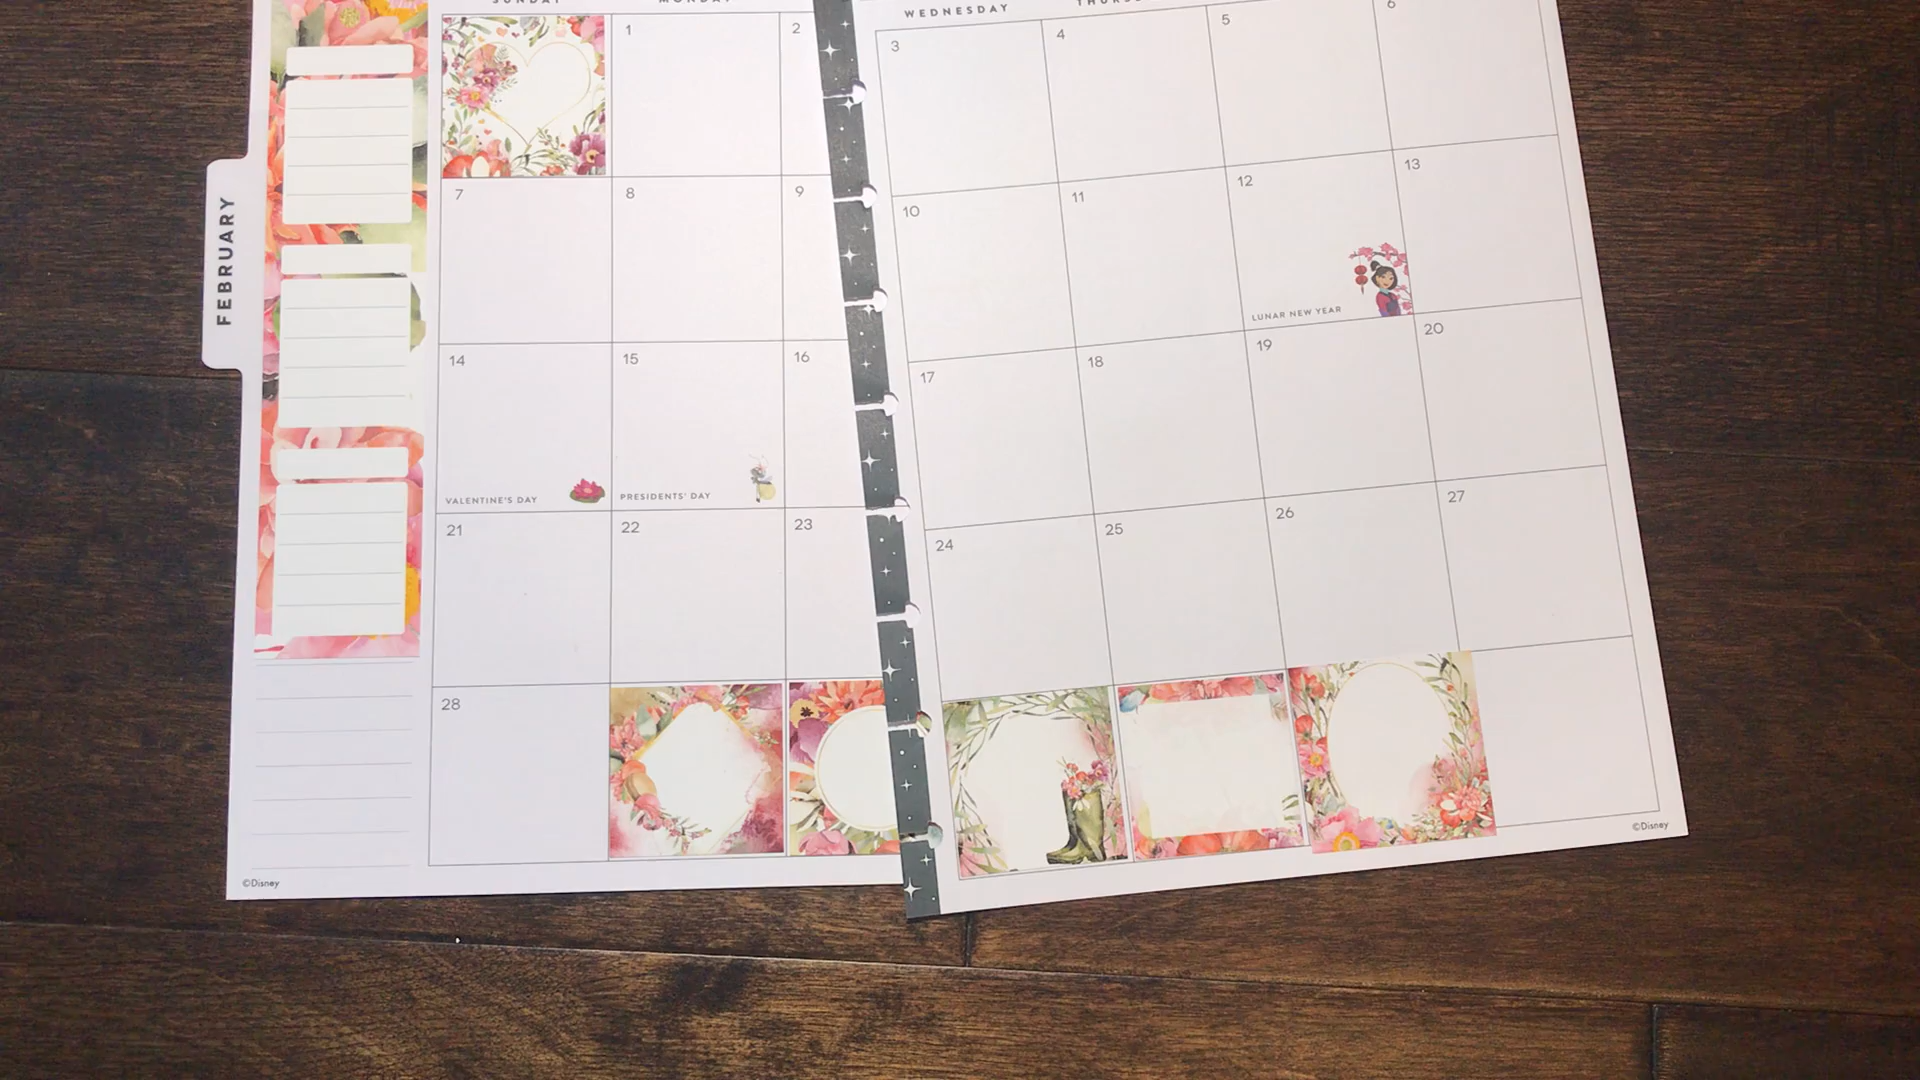 SUNDAY MONDAY WEDNESDAY
1 2 3 4 5 6
FEBRUARY
7 8 9 10 11 12 13
LUNAR NEW YEAR
14 15 16 17 18 19 20
VALENTINE'S DAY PRESIDENTS' DAY
21 22 23 24 25 26 27
28
©Disney ©Disney